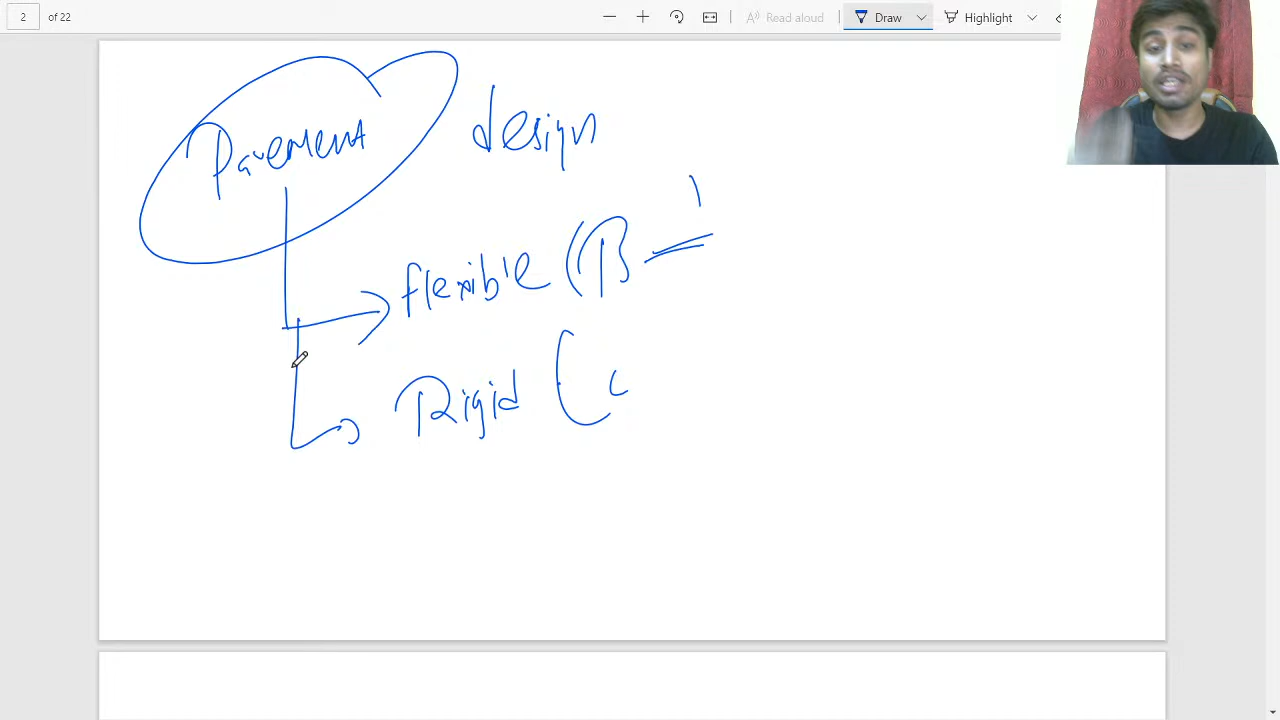 2 of 22 Read aloud Draw Highlight
Pavement design
flexible (B
Rigid (c